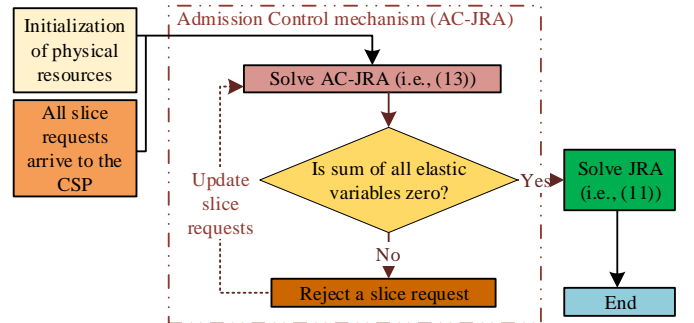 Initialization
of physical
resources
All slice
requests
arrive to the
CSP
Admission Control mechanism (AC-JRA)
Solve AC-JRA (i.e., (13))
Is sum of all elastic
variables zero?
Update
slice
requests
Yes
No
Reject a slice request
Solve JRA
(i.e., (11))
End